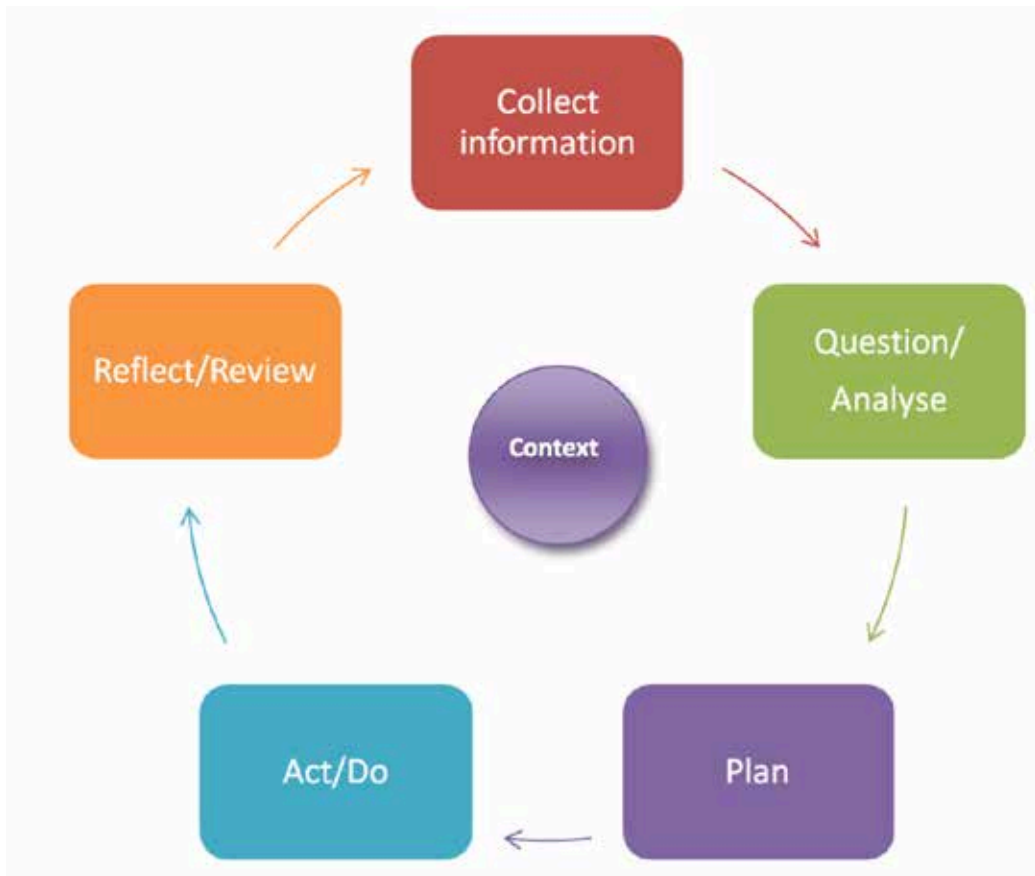 Collect
information
Question/
Analyse
Plan
Act/Do
Reflect/Review
Context